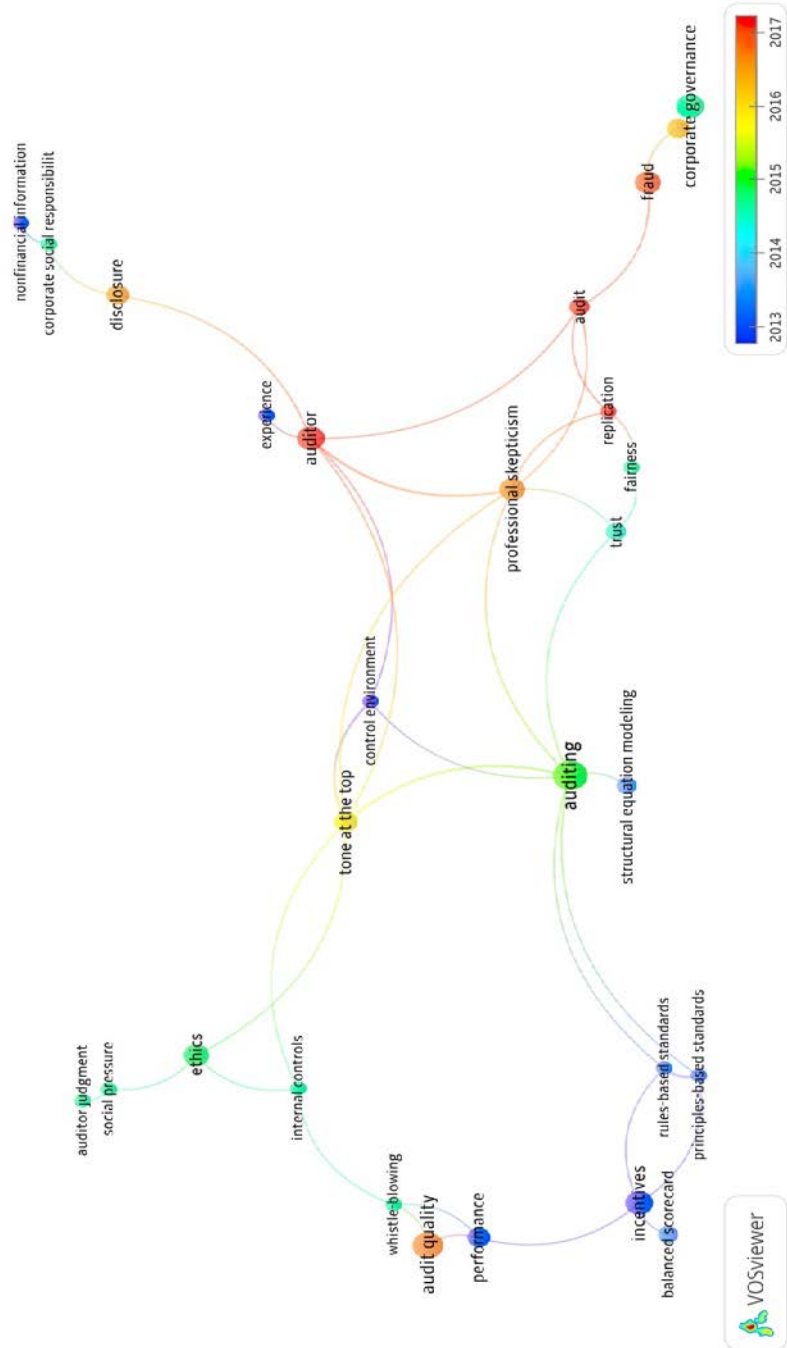 nonfinancial information
corporate social responsibilit
disclosure
experience
auditor
auditor judgment
social pressure
ethics
internal controls
tone at the top
control environment
professional skepticism
audit
replication
fairness
trust
fraud
corporate governance
whistle-blowing
audit quality
performance
auditing
structural equation modeling
incentives
balanced scorecard
rules-based standards
principles-based standards
VOSviewer
2013
2014
2015
2016
2017